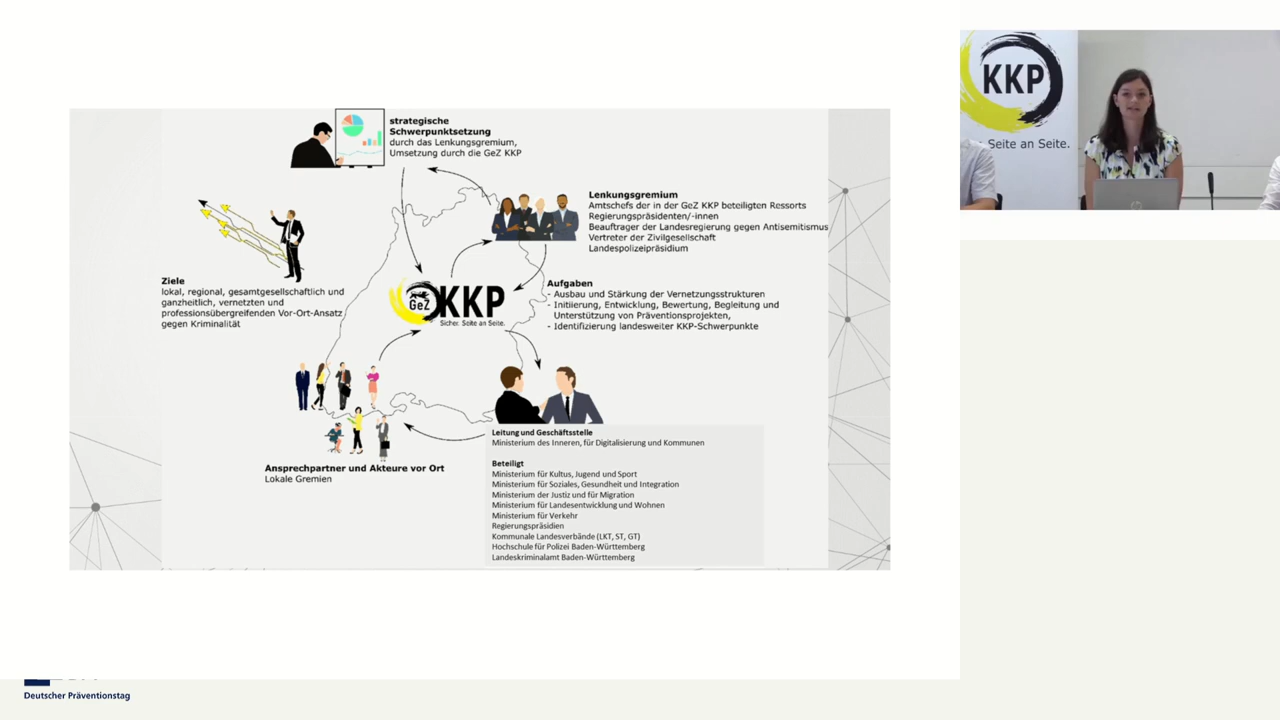 strategische
Schwerpunktsetzung
durch das Lenkungsgremium,
Umsetzung durch die GeZ KKP
Lenkungsgremium
Amtschefs der in der GeZ KKP beteiligten Ressorts
Regierungspräsidenten/-innen
Beauftrager der Landesregierung gegen Antisemitismus
Vertreter der Zivilgesellschaft
Landespolizeipräsidium
Ziele
lokal, regional, gesamtgesellschaftlich und
ganzheitlich, vernetzten und
professionsübergreifenden Vor-Ort-Ansatz
gegen Kriminalität
GeZ KKP
Sicher. Seite an Seite.
Aufgaben
- Ausbau und Stärkung der Vernetzungsstrukturen
- Initiierung, Entwicklung, Bewertung, Begleitung und
Unterstützung von Präventionsprojekten,
- Identifizierung landesweiter KKP-Schwerpunkte
Ansprechpartner und Akteure vor Ort
Lokale Gremien
Leitung und Geschäftsstelle
Ministerium des Inneren, für Digitalisierung und Kommunen
Beteiligt
Ministerium für Kultus, Jugend und Sport
Ministerium für Soziales, Gesundheit und Integration
Ministerium der Justiz und für Migration
Ministerium für Landesentwicklung und Wohnen
Ministerium für Verkehr
Regierungspräsidien
Kommunale Landesverbände (LKT, ST, GT)
Hochschule für Polizei Baden-Württemberg
Landeskriminalamt Baden-Württemberg
KKP
Seite an Seite.
Deutscher Präventionstag